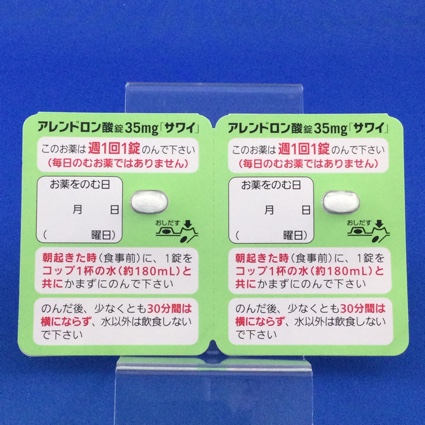 アレンドロン酸錠35mg「サワイ」
このお薬は週1回1錠のんで下さい
(毎日のむお薬ではありません)
お薬をのむ日
月 日
( 曜日)
おしだす
朝起きた時(食事前)に、1錠を
コップ1杯の水(約180mL)と
共にかまずにのんで下さい
のんだ後、少なくとも30分間は
横にならず、水以外は飲食しない
で下さい
アレンドロン酸錠35mg「サワイ」
このお薬は週1回1錠のんで下さい
(毎日のむお薬ではありません)
お薬をのむ日
月 日
( 曜日)
おしだす
朝起きた時(食事前)に、1錠を
コップ1杯の水(約180mL)と
共にかまずにのんで下さい
のんだ後、少なくとも30分間は
横にならず、水以外は飲食しない
で下さい